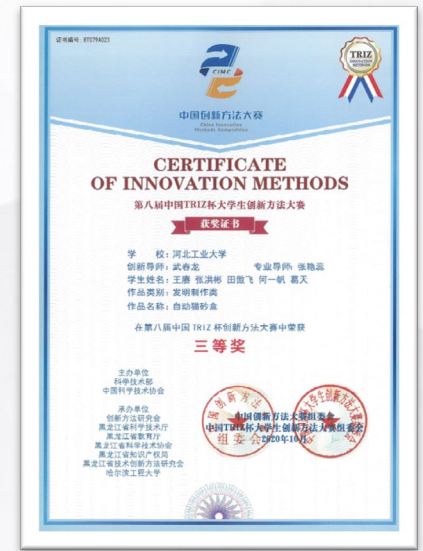 证书编号: 8T079A023
TRIZ
INNOVATION
METHODS
CIMC
中国创新方法大赛
China Innovation
Methods Competition
CERTIFICATE
OF INNOVATION METHODS
第八届中国TRIZ杯大学生创新方法大赛
获奖证书
学 校: 河北工业大学
创新导师: 武春龙 专业导师: 张艳蕊
学生姓名: 王赓 张洪彬 田傲飞 何一帆 葛天
作品类别: 发明制作类
作品名称: 自动猫砂盒
在第八届中国 TRIZ 杯创新方法大赛中荣获
三等奖
主办单位
科学技术部
中国科学技术协会
承办单位
创新方法研究会
黑龙江省科学技术厅
黑龙江省教育厅
黑龙江省科学技术协会
黑龙江省知识产权局
黑龙江省技术创新方法研究会
哈尔滨工程大学
中国创新方法大赛组委会
中国TRIZ杯大学生创新方法大赛组委会
2020年10月
组委会